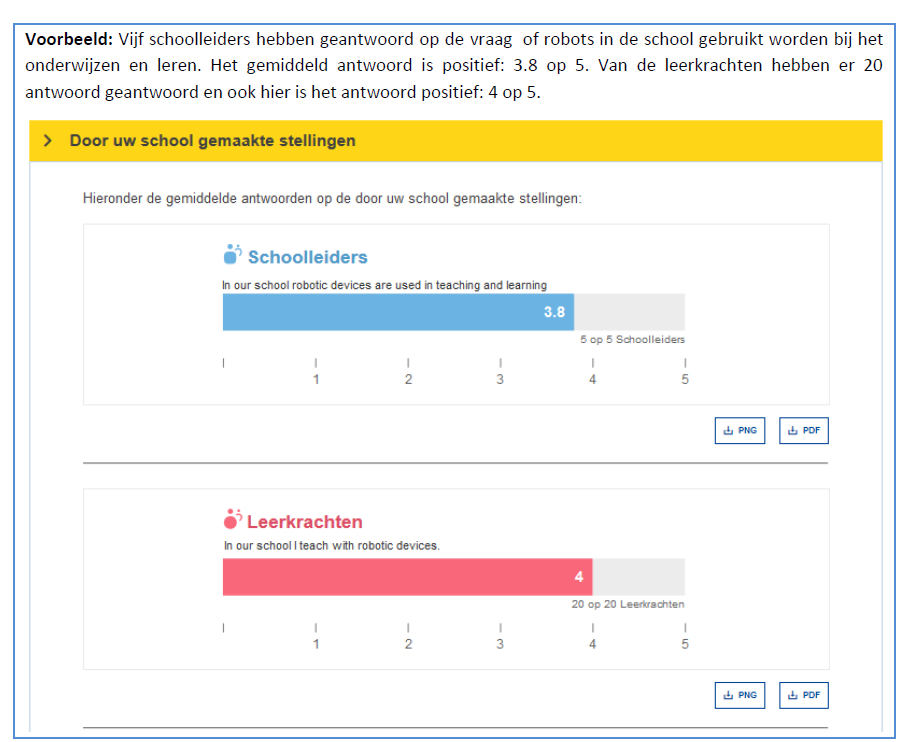 Voorbeeld: Vijf schoolleiders hebben geantwoord op de vraag of robots in de school gebruikt worden bij het
onderwijzen en leren. Het gemiddeld antwoord is positief: 3.8 op 5. Van de leerkrachten hebben er 20
antwoord geantwoord en ook hier is het antwoord positief: 4 op 5.
Door uw school gemaakte stellingen
Hieronder de gemiddelde antwoorden op de door uw school gemaakte stellingen:
Schoolleiders
In our school robotic devices are used in teaching and learning
3.8
5 op 5 Schoolleiders
1 2 3 4 5
PNG PDF
Leerkrachten
In our school I teach with robotic devices.
4
20 op 20 Leerkrachten
1 2 3 4 5
PNG PDF